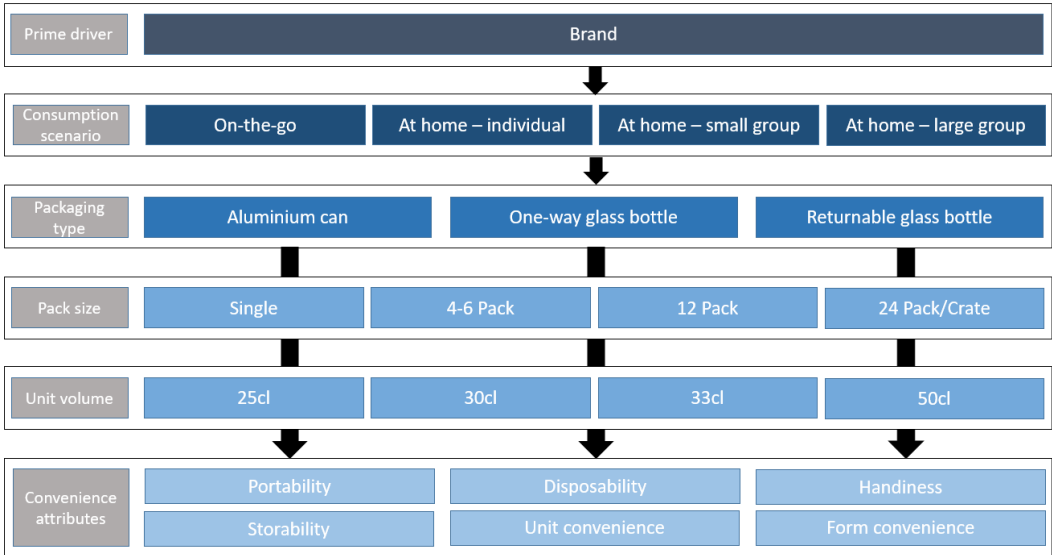 Prime driver
Brand
Consumption
scenario
On-the-go
At home – individual
At home – small group
At home – large group
Packaging
type
Aluminium can
One-way glass bottle
Returnable glass bottle
Pack size
Single
4-6 Pack
12 Pack
24 Pack/Crate
Unit volume
25cl
30cl
33cl
50cl
Convenience
attributes
Portability
Disposability
Handiness
Storability
Unit convenience
Form convenience